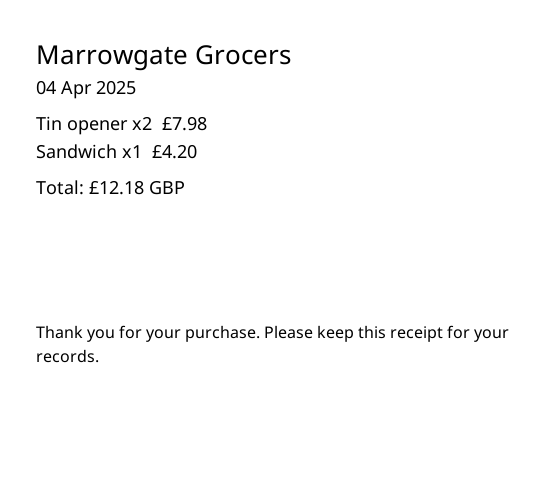 Marrowgate Grocers
04 Apr 2025
Tin opener x2  £7.98
Sandwich x1  £4.20
Total: £12.18 GBP
Thank you for your purchase. Please keep this receipt for your
records.